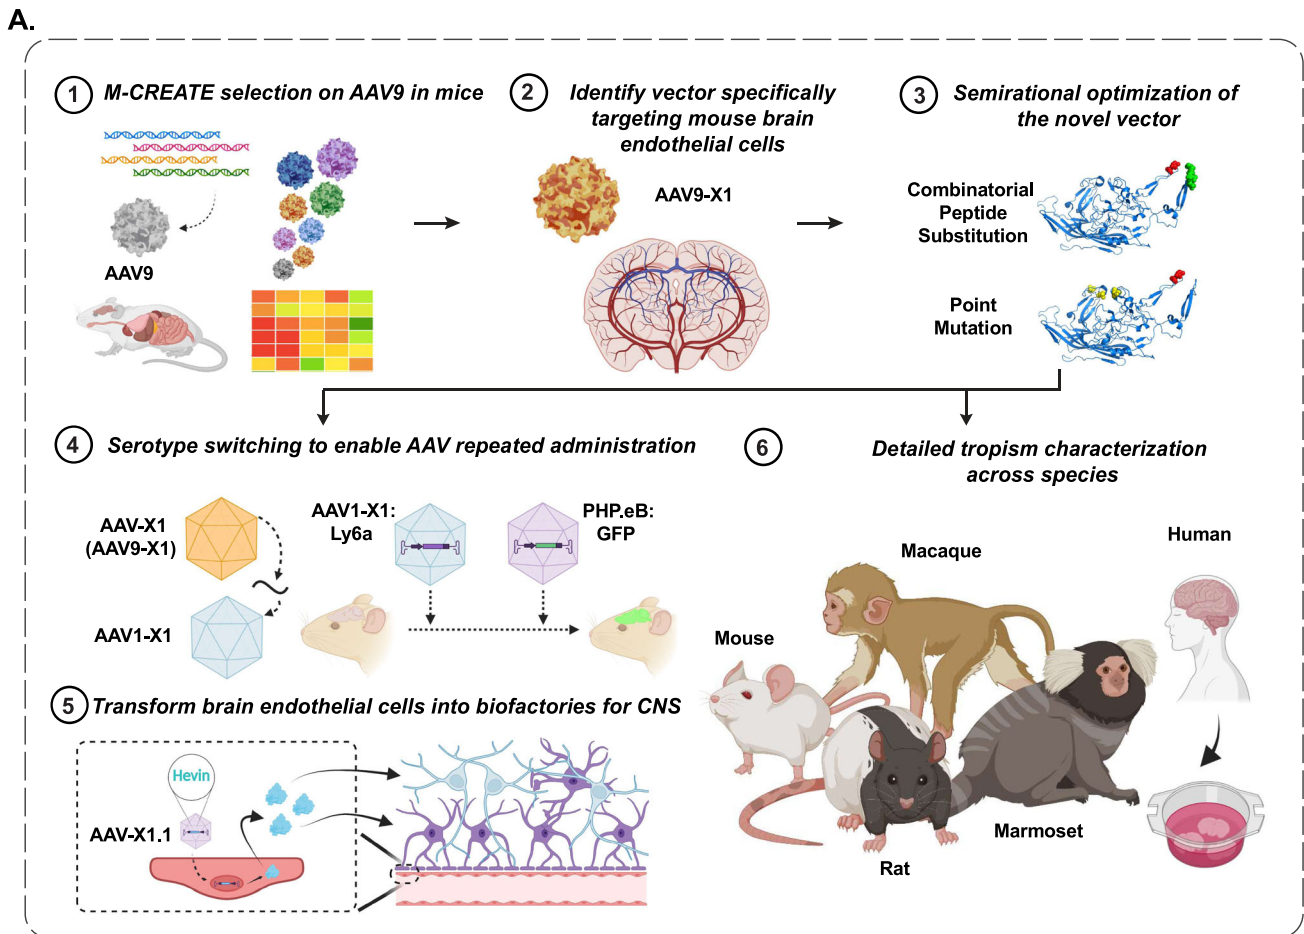 A.
1 M-CREATE selection on AAV9 in mice
AAV9
2 Identify vector specifically
targeting mouse brain
endothelial cells
AAV9-X1
3 Semirational optimization of
the novel vector
Combinatorial
Peptide
Substitution
Point
Mutation
4 Serotype switching to enable AAV repeated administration
AAV-X1
(AAV9-X1)
AAV1-X1
AAV1-X1:
Ly6a
PHP.eB:
GFP
5 Transform brain endothelial cells into biofactories for CNS
Hevin
AAV-X1.1
6 Detailed tropism characterization
across species
Macaque
Human
Mouse
Marmoset
Rat